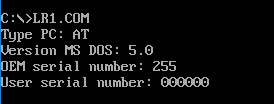 C:\>LR1.COM
Type PC: AT
Version MS DOS: 5.0
OEM serial number: 255
User serial number: 000000